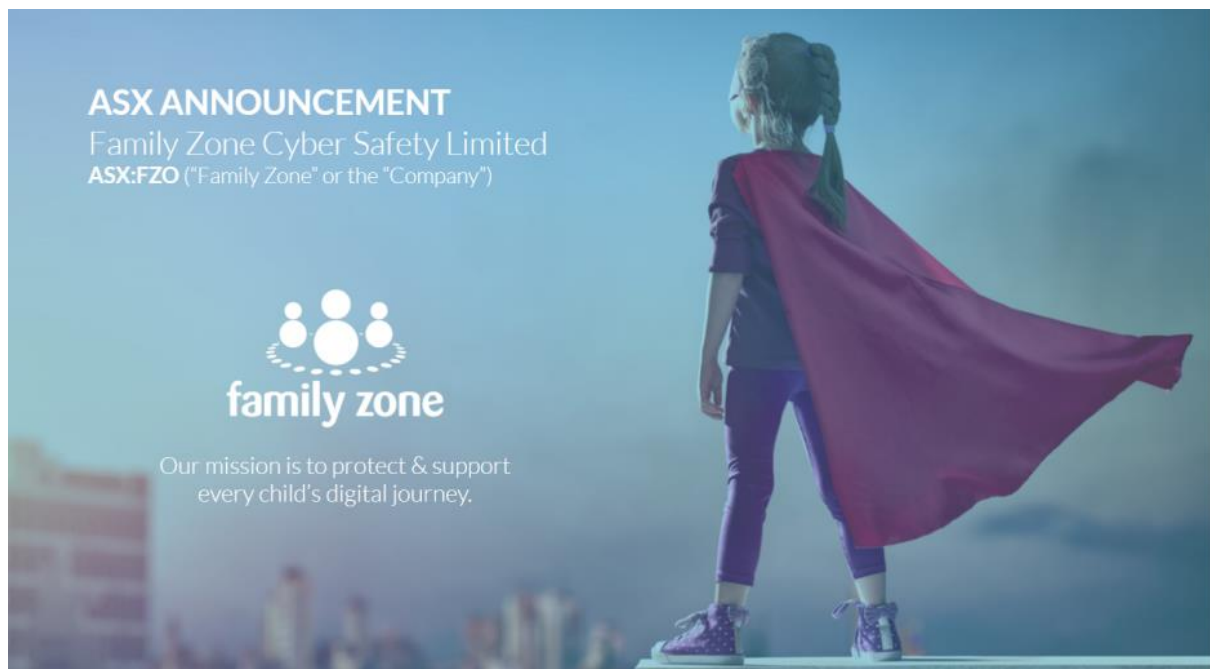 ASX ANNOUNCEMENT
Family Zone Cyber Safety Limited
ASX:FZO ("Family Zone" or the "Company")
family zone
Our mission is to protect & support
every child's digital journey.